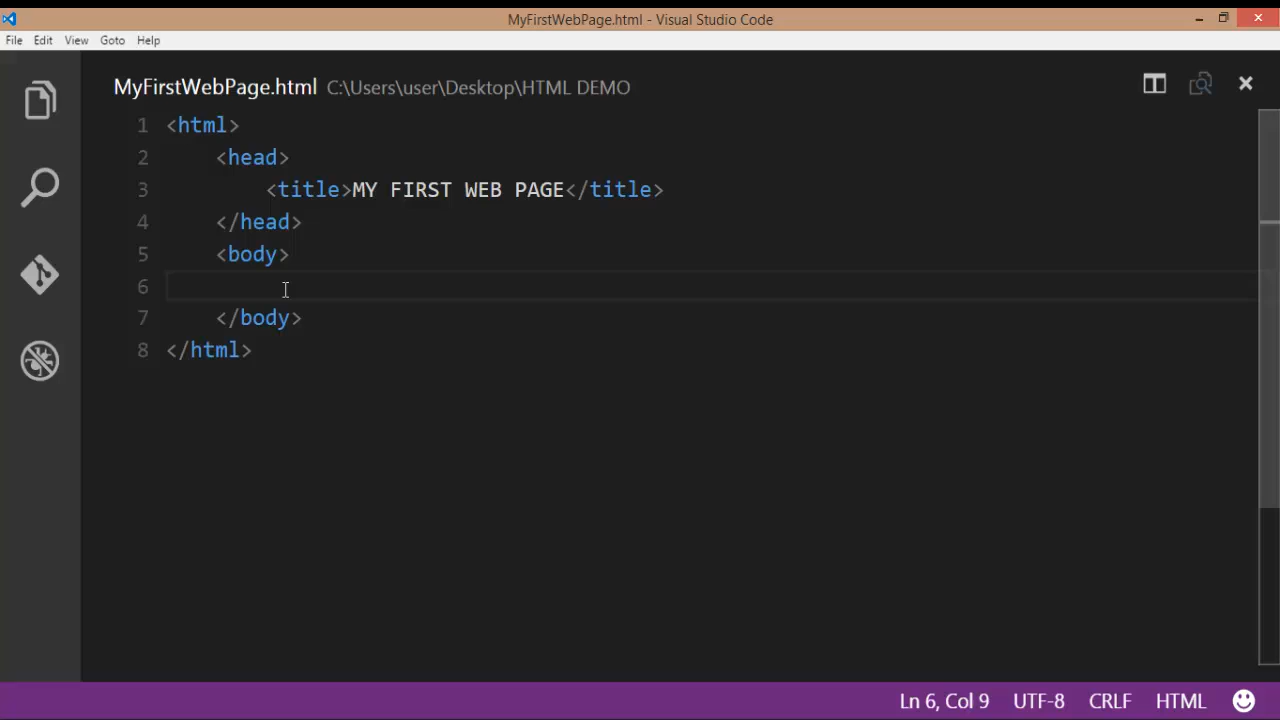 MyFirstWebPage.html - Visual Studio Code
File Edit View Goto Help
MyFirstWebPage.html C:\Users\user\Desktop\HTML DEMO
1 <html>
2     <head>
3         <title>MY FIRST WEB PAGE</title>
4     </head>
5     <body>
6
7     </body>
8 </html>
Ln 6, Col 9 UTF-8 CRLF HTML